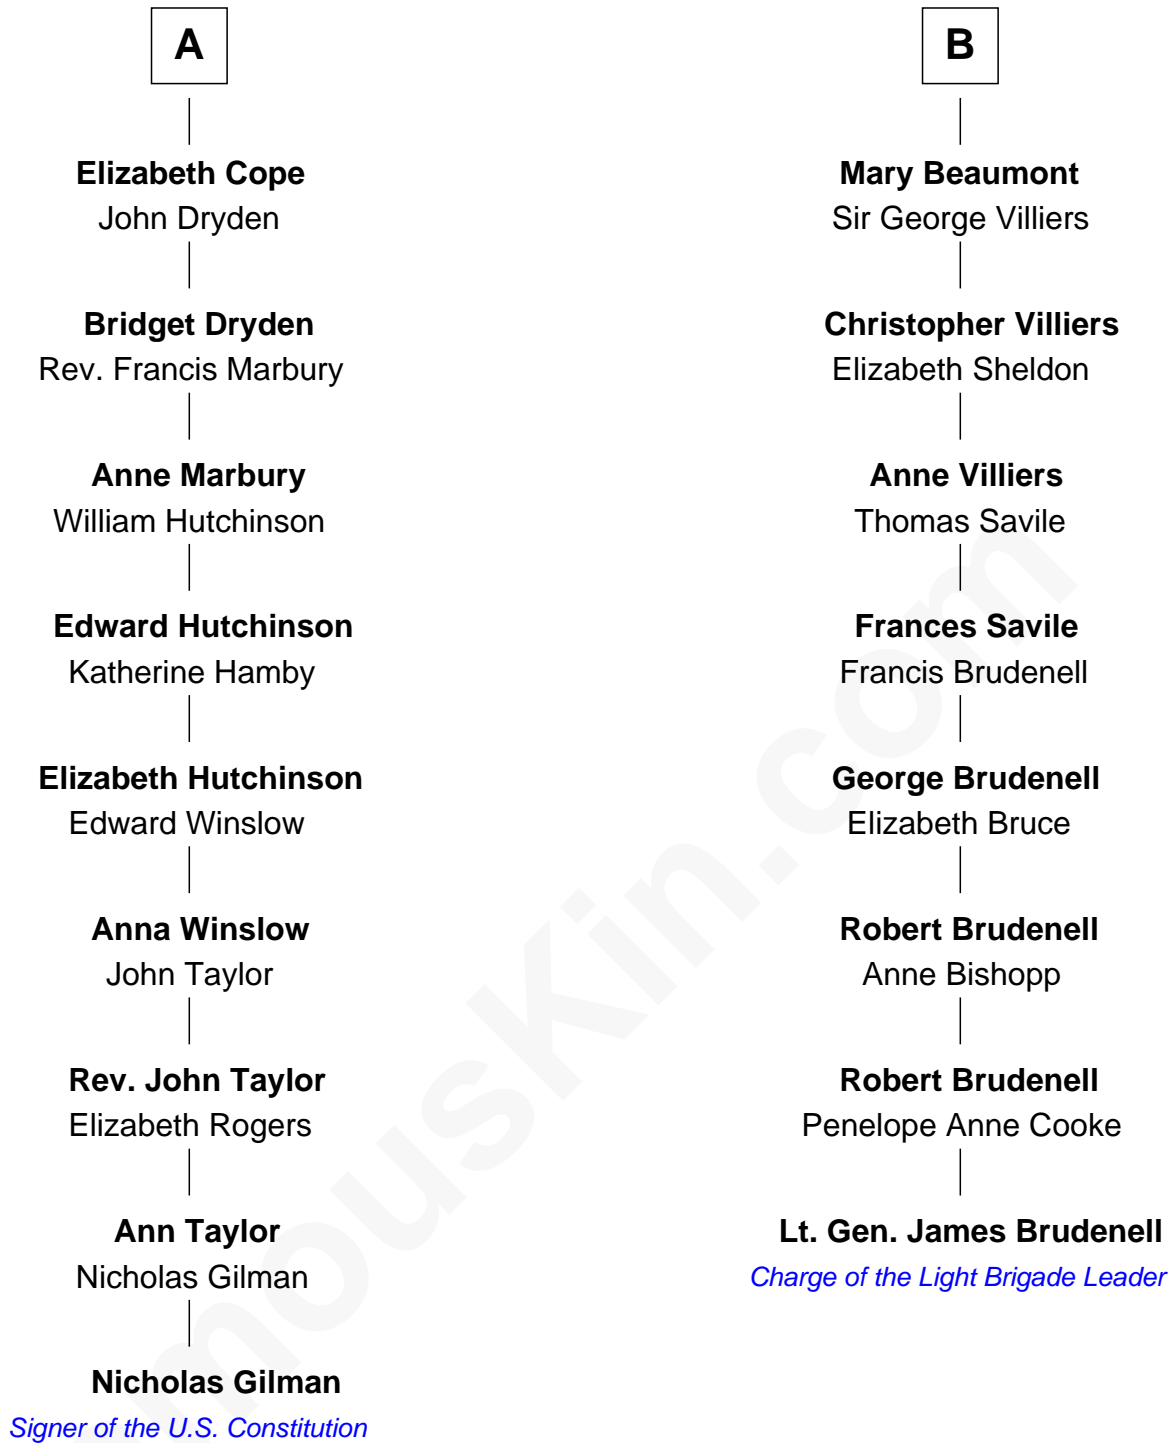 A
Elizabeth Cope
John Dryden
Bridget Dryden
Rev. Francis Marbury
Anne Marbury
William Hutchinson
Edward Hutchinson
Katherine Hamby
Elizabeth Hutchinson
Edward Winslow
Anna Winslow
John Taylor
Rev. John Taylor
Elizabeth Rogers
Ann Taylor
Nicholas Gilman
Nicholas Gilman
Signer of the U.S. Constitution
B
Mary Beaumont
Sir George Villiers
Christopher Villiers
Elizabeth Sheldon
Anne Villiers
Thomas Savile
Frances Savile
Francis Brudenell
George Brudenell
Elizabeth Bruce
Robert Brudenell
Anne Bishopp
Robert Brudenell
Penelope Anne Cooke
Lt. Gen. James Brudenell
Charge of the Light Brigade Leader
mousKin.com